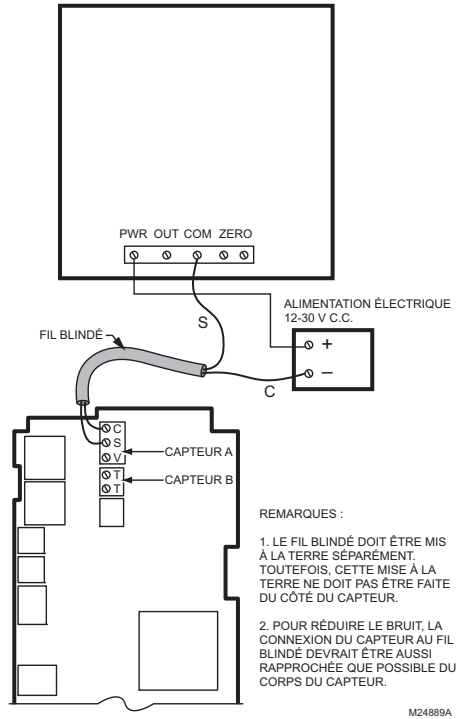 PWR OUT COM ZERO
S
ALIMENTATION ÉLECTRIQUE
12-30 V C.C.
+
–
C
FIL BLINDÉ
C
S
V
T
T
CAPTEUR A
CAPTEUR B
REMARQUES :
1. LE FIL BLINDÉ DOIT ÊTRE MIS
À LA TERRE SÉPARÉMENT.
TOUTEFOIS, CETTE MISE À LA
TERRE NE DOIT PAS ÊTRE FAITE
DU CÔTÉ DU CAPTEUR.
2. POUR RÉDUIRE LE BRUIT, LA
CONNEXION DU CAPTEUR AU FIL
BLINDÉ DEVRAIT ÊTRE AUSSI
RAPPROCHÉE QUE POSSIBLE DU
CORPS DU CAPTEUR.
M24889A